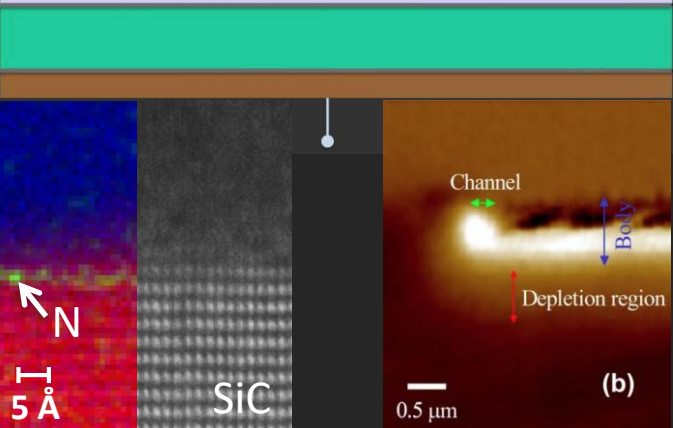 N
5 Å
SiC
Channel
Body
Depletion region
(b)
0.5 μm